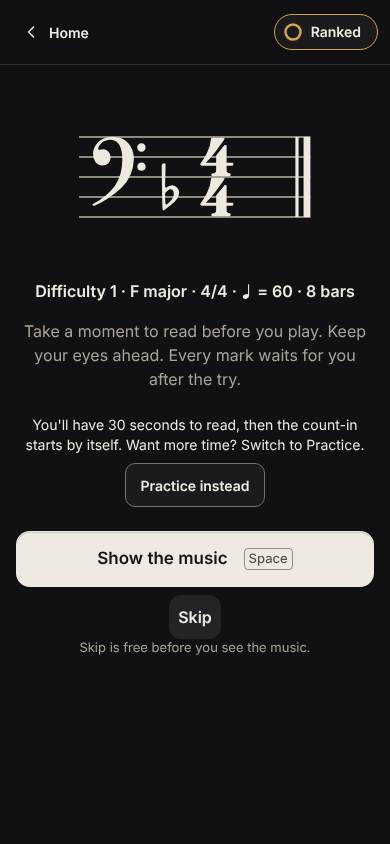 Home
Ranked
4
4
Difficulty 1 · F major · 4/4 · ♩ = 60 · 8 bars
Take a moment to read before you play. Keep
your eyes ahead. Every mark waits for you
after the try.
You'll have 30 seconds to read, then the count-in
starts by itself. Want more time? Switch to Practice.
Practice instead
Show the music Space
Skip
Skip is free before you see the music.